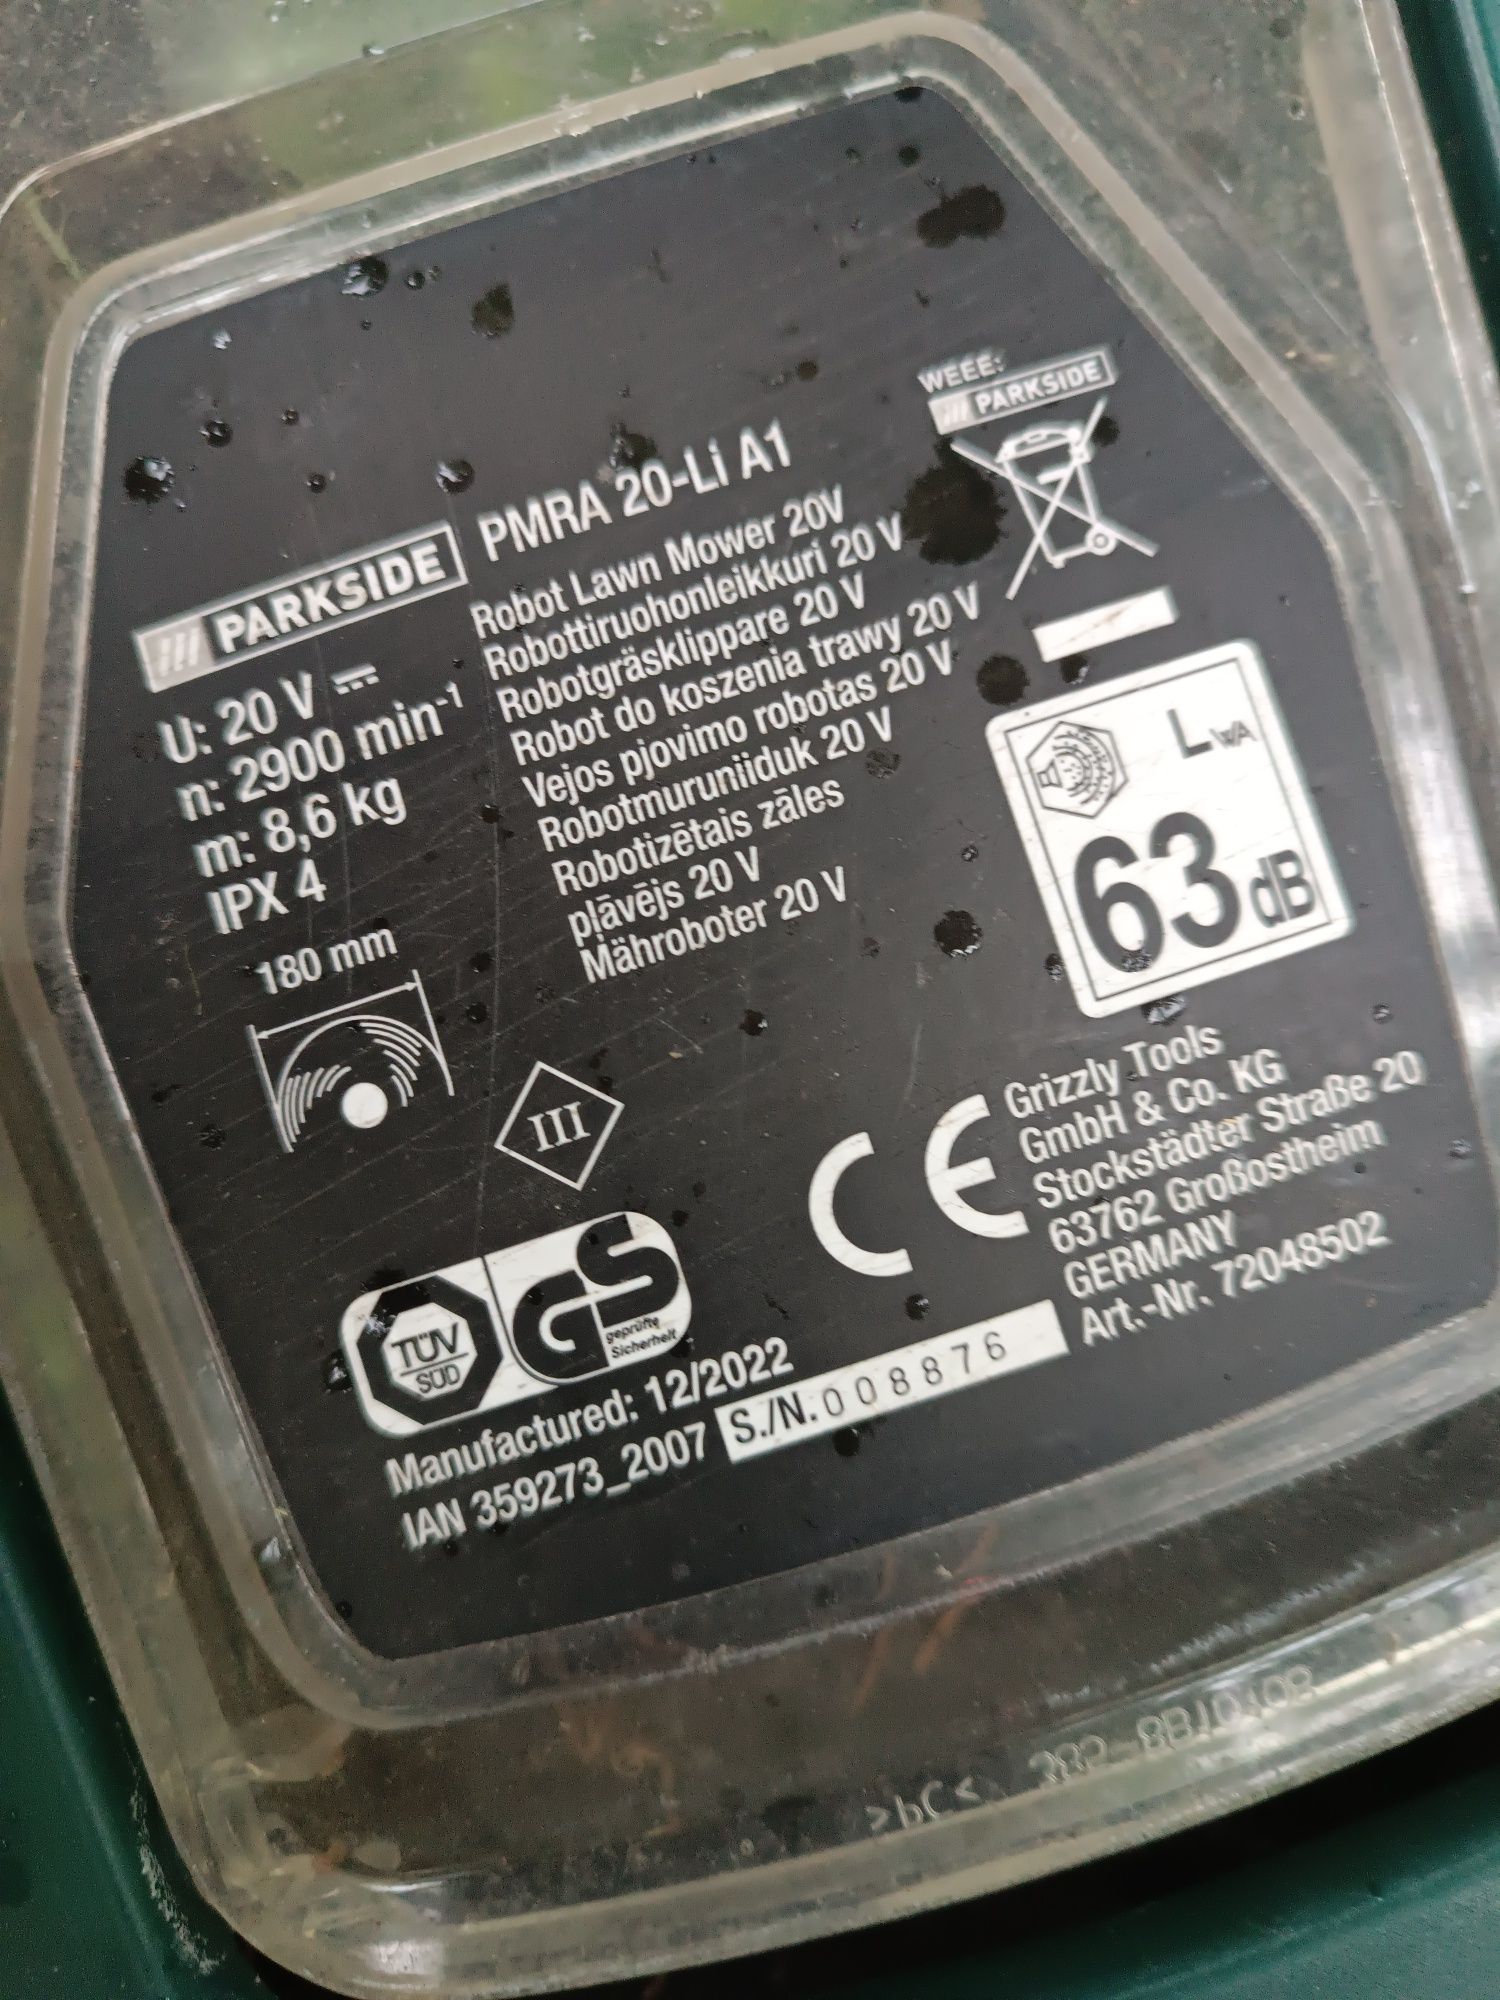 WEEE:
PARKSIDE
PARKSIDE
PMRA 20-Li A1
U: 20 V
n: 2900 min-1
m: 8,6 kg
IPX 4
180 mm
Robot Lawn Mower 20V
Robottiruohonleikkuri 20 V
Robotgräsklippare 20 V
Robot do koszenia trawy 20 V
Vejos pjovimo robotas 20 V
Robotmuruniiduk 20 V
Robotizētais zāles
pļāvējs 20 V
Mähroboter 20 V
LWA
63 dB
III
CE
Grizzly Tools
GmbH & Co. KG
Stockstädter Straße 20
63762 Großostheim
GERMANY
Art.-Nr. 72048502
TÜV
SÜD
GS
geprüfte
Sicherheit
Manufactured: 12/2022
IAN 359273_2007
S./N. 008876